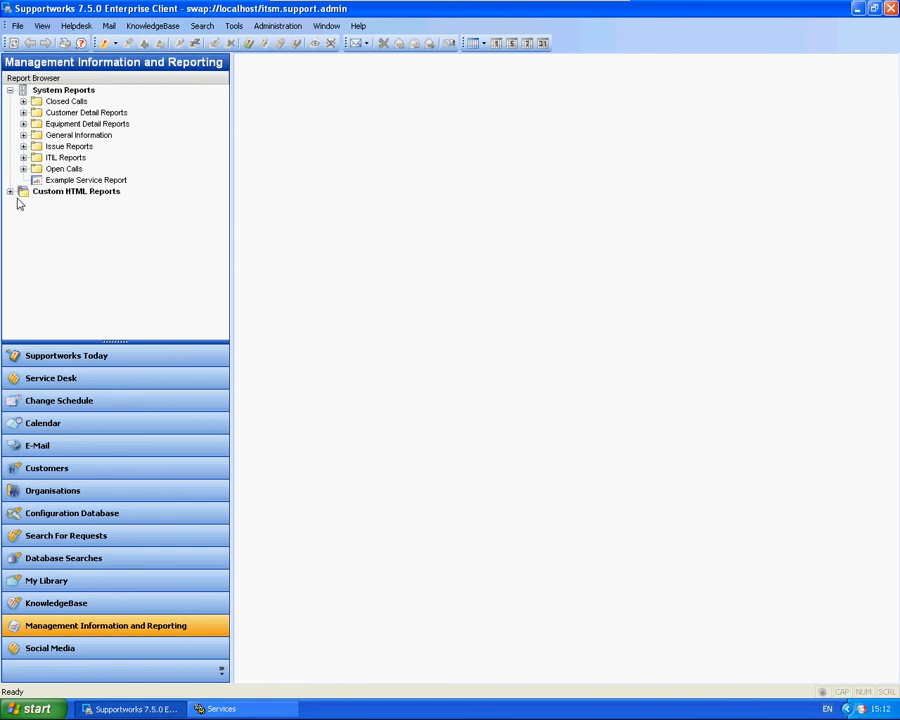 Supportworks 7.5.0 Enterprise Client - swap://localhost/itsm.support.admin
File View Helpdesk Mail KnowledgeBase Search Tools Administration Window Help
Management Information and Reporting
Report Browser
System Reports
Closed Calls
Customer Detail Reports
Equipment Detail Reports
General Information
Issue Reports
ITIL Reports
Open Calls
Example Service Report
Custom HTML Reports
Supportworks Today
Service Desk
Change Schedule
Calendar
E-Mail
Customers
Organisations
Configuration Database
Search For Requests
Database Searches
My Library
KnowledgeBase
Management Information and Reporting
Social Media
Ready CAP NUM SCRL
start Supportworks 7.5.0 E... Services EN 15:12